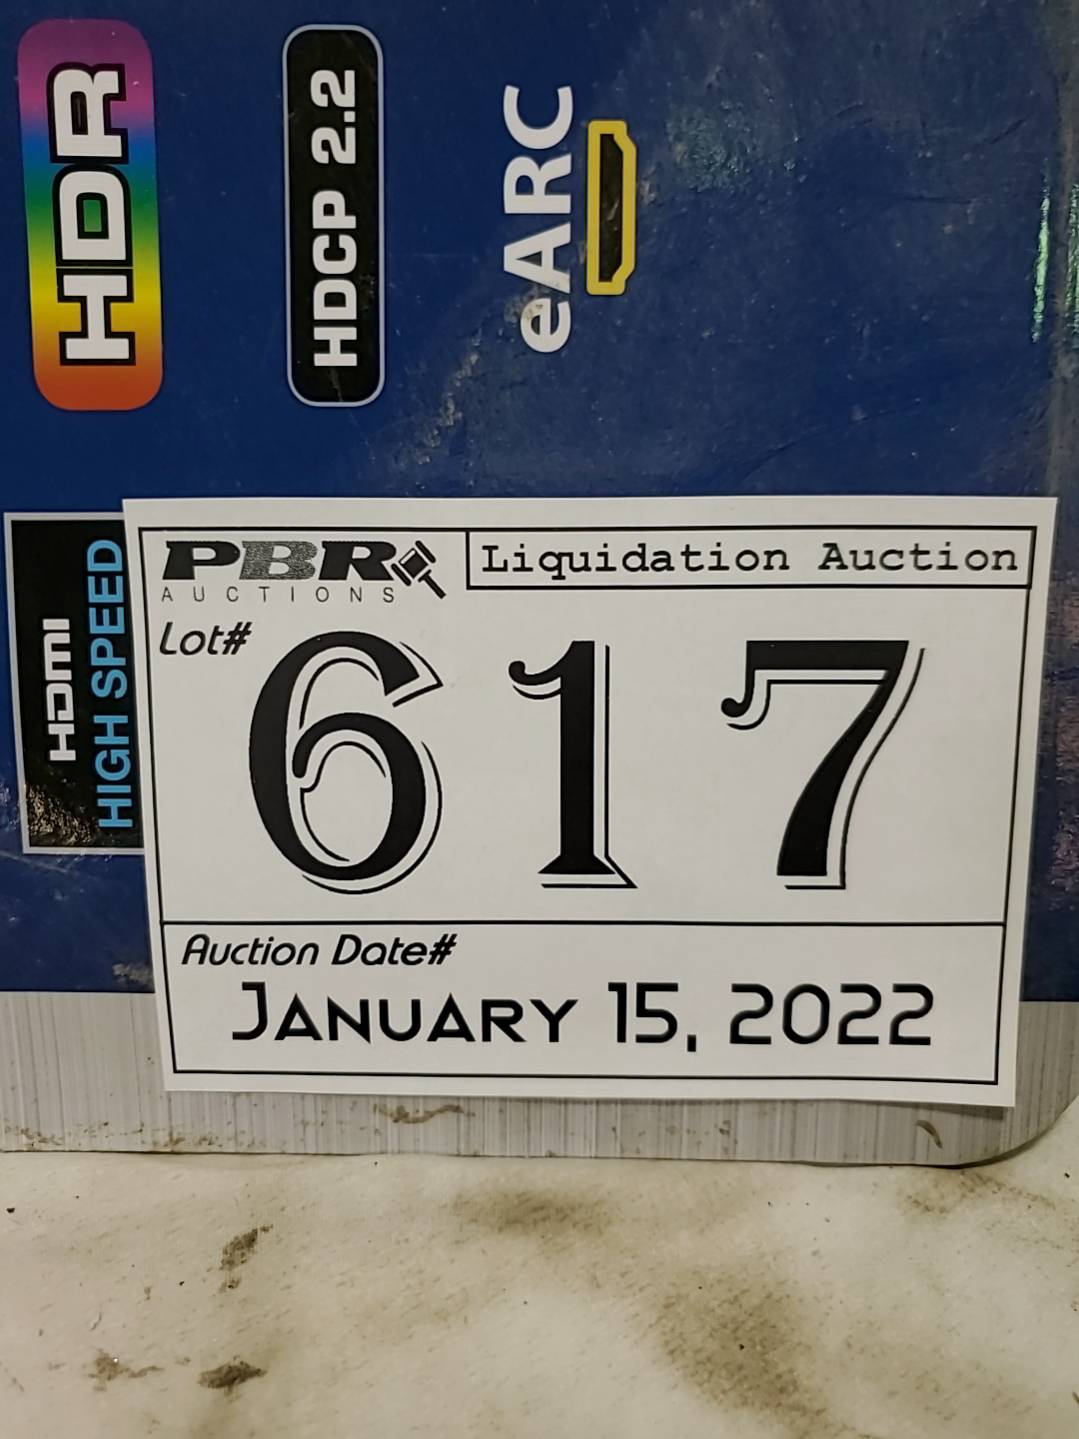 HDR
HDCP 2.2
eARC
HDMI
HIGH SPEED
PBR
AUCTIONS
Liquidation Auction
Lot#
617
Auction Date#
January 15, 2022